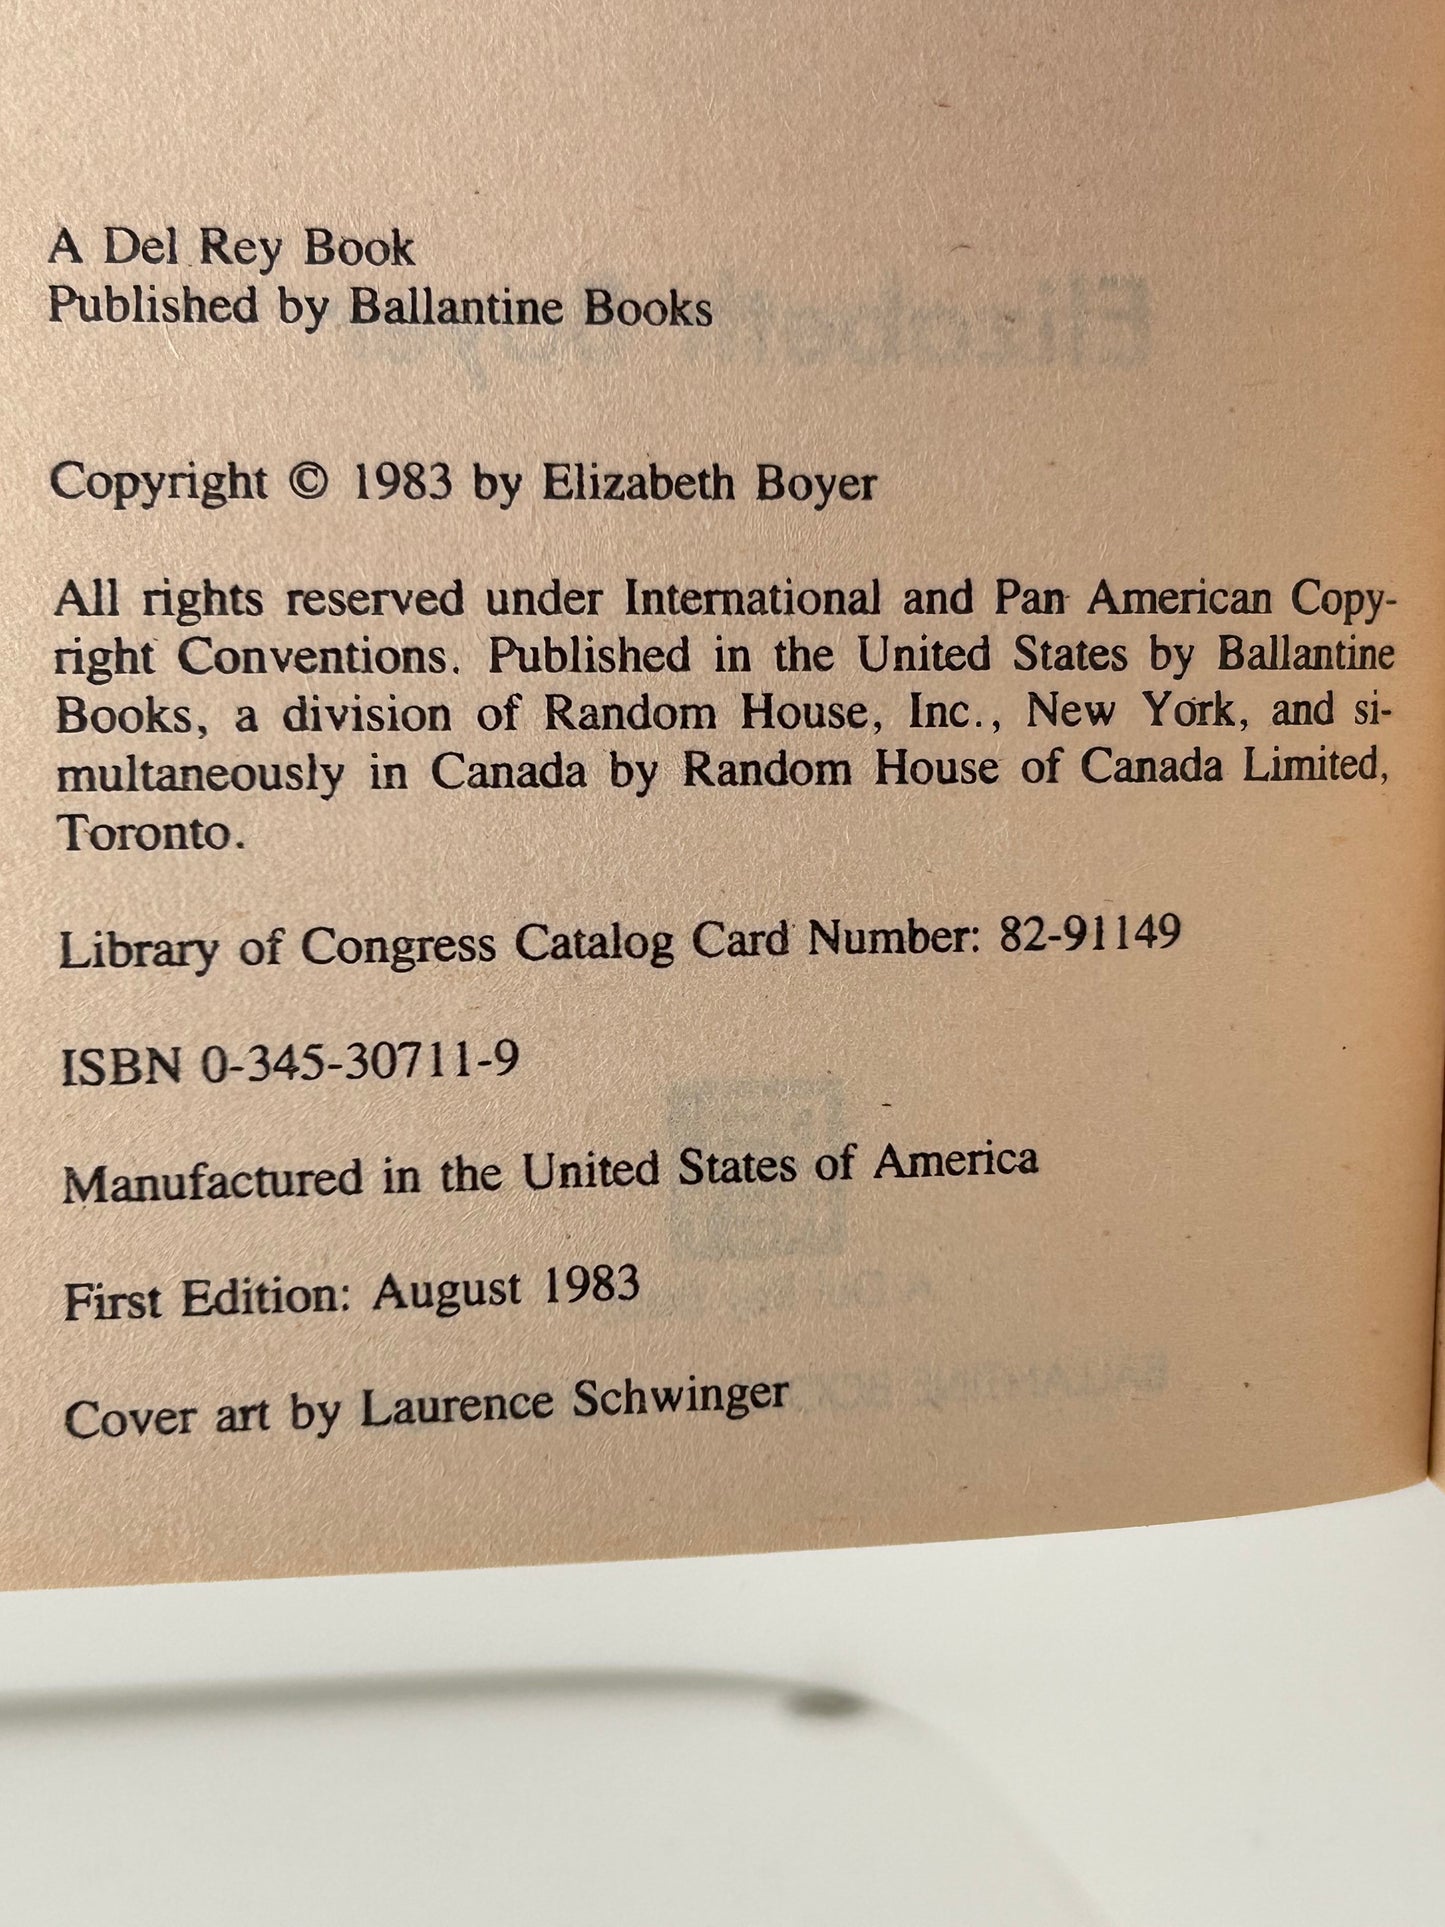 A Del Rey Book
Published by Ballantine Books
Copyright © 1983 by Elizabeth Boyer
All rights reserved under International and Pan American Copy-
right Conventions. Published in the United States by Ballantine
Books, a division of Random House, Inc., New York, and si-
multaneously in Canada by Random House of Canada Limited,
Toronto.
Library of Congress Catalog Card Number: 82-91149
ISBN 0-345-30711-9
Manufactured in the United States of America
First Edition: August 1983
Cover art by Laurence Schwinger